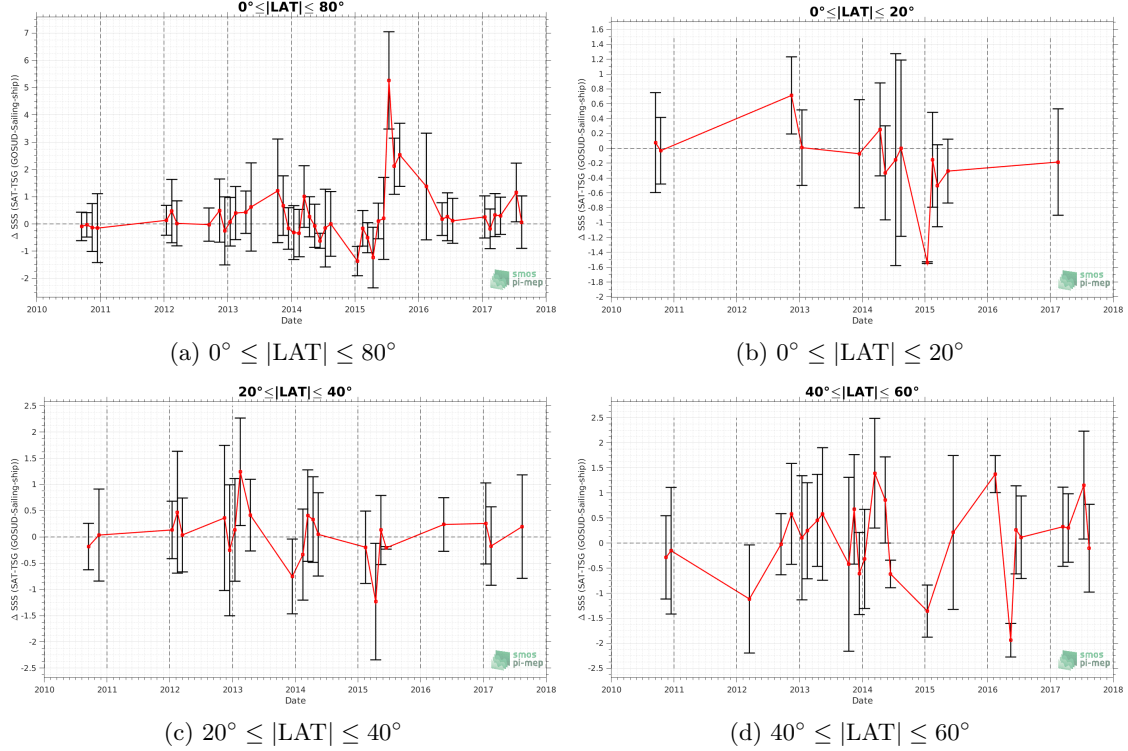 0°≤|LAT|≤ 80°
Δ SSS (SAT-TSG (GOSUD-Sailing-ship))
7
6
5
4
3
2
1
0
-1
-2
2010 2011 2012 2013 2014 2015 2016 2017 2018
Date
smos
pi-mep
(a) 0° ≤ |LAT| ≤ 80°
0°≤|LAT|≤ 20°
Δ SSS (SAT-TSG (GOSUD-Sailing-ship))
1.6
1.4
1.2
1
0.8
0.6
0.4
0.2
0
-0.2
-0.4
-0.6
-0.8
-1
-1.2
-1.4
-1.6
-1.8
-2
2010 2011 2012 2013 2014 2015 2016 2017 2018
Date
smos
pi-mep
(b) 0° ≤ |LAT| ≤ 20°
20°≤|LAT|≤ 40°
Δ SSS (SAT-TSG (GOSUD-Sailing-ship))
2.5
2
1.5
1
0.5
0
-0.5
-1
-1.5
-2
-2.5
2010 2011 2012 2013 2014 2015 2016 2017 2018
Date
smos
pi-mep
(c) 20° ≤ |LAT| ≤ 40°
40°≤|LAT|≤ 60°
Δ SSS (SAT-TSG (GOSUD-Sailing-ship))
2.5
2
1.5
1
0.5
0
-0.5
-1
-1.5
-2
-2.5
2010 2011 2012 2013 2014 2015 2016 2017 2018
Date
smos
pi-mep
(d) 40° ≤ |LAT| ≤ 60°